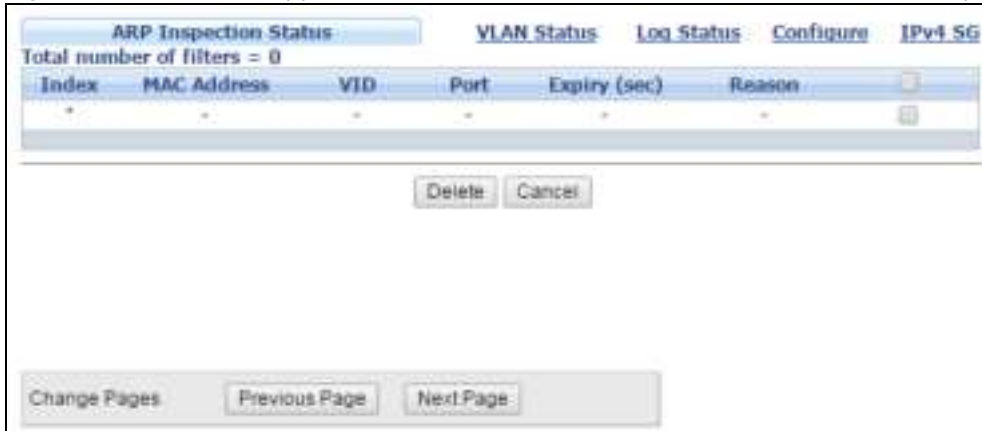 ARP Inspection Status VLAN Status Log Status Configure IPv4 SG
Total number of filters = 0
Index MAC Address VID Port Expiry (sec) Reason
* - - - - -
Delete Cancel
Change Pages Previous Page Next Page